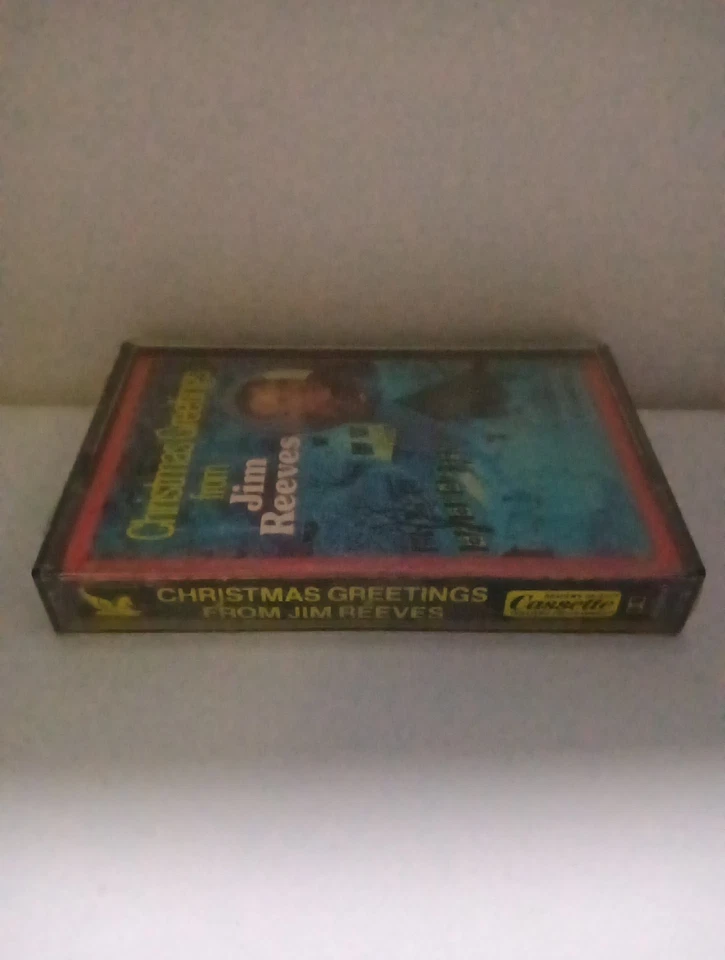 Christmas Greetings
from
Jim
Reeves
CHRISTMAS GREETINGS
FROM JIM REEVES
Cassette